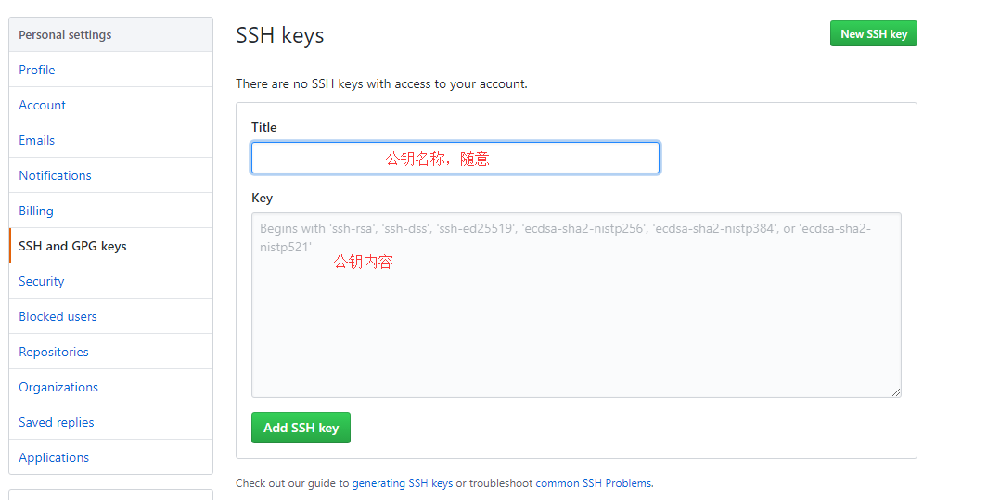 Personal settings
Profile
Account
Emails
Notifications
Billing
SSH and GPG keys
Security
Blocked users
Repositories
Organizations
Saved replies
Applications
SSH keys
New SSH key
There are no SSH keys with access to your account.
Title
公钥名称，随意
Key
Begins with 'ssh-rsa', 'ssh-dss', 'ssh-ed25519', 'ecdsa-sha2-nistp256', 'ecdsa-sha2-nistp384', or 'ecdsa-sha2-
nistp521'
公钥内容
Add SSH key
Check out our guide to generating SSH keys or troubleshoot common SSH Problems.